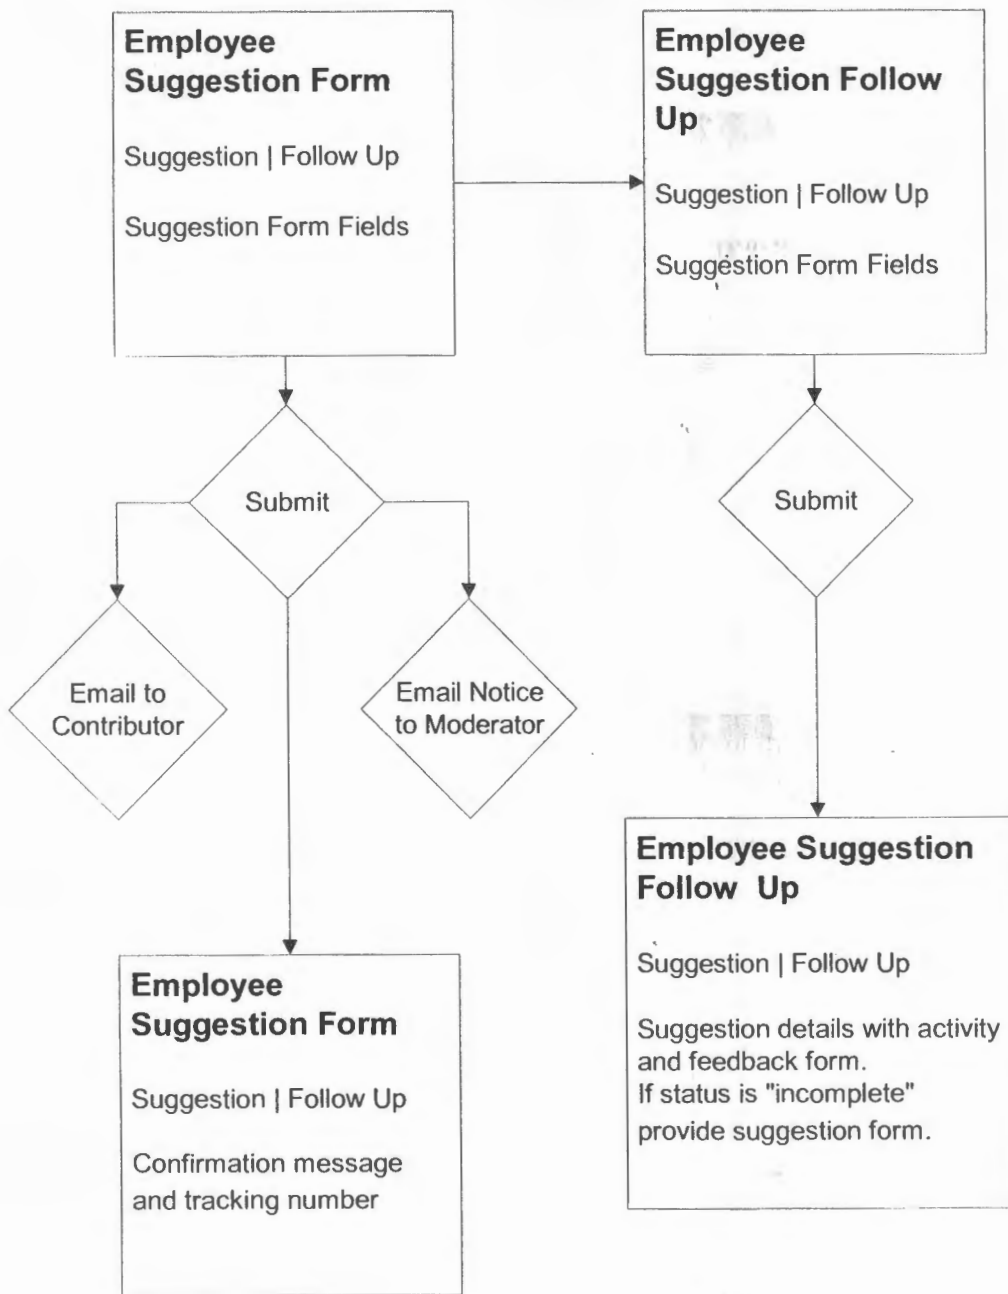 Employee
Suggestion Form
Suggestion | Follow Up
Suggestion Form Fields
Employee
Suggestion Follow
Up
Suggestion | Follow Up
Suggestion Form Fields
Submit
Submit
Email to
Contributor
Email Notice
to Moderator
Employee
Suggestion Form
Suggestion | Follow Up
Confirmation message
and tracking number
Employee Suggestion
Follow Up
Suggestion | Follow Up
Suggestion details with activity
and feedback form.
If status is "incomplete"
provide suggestion form.